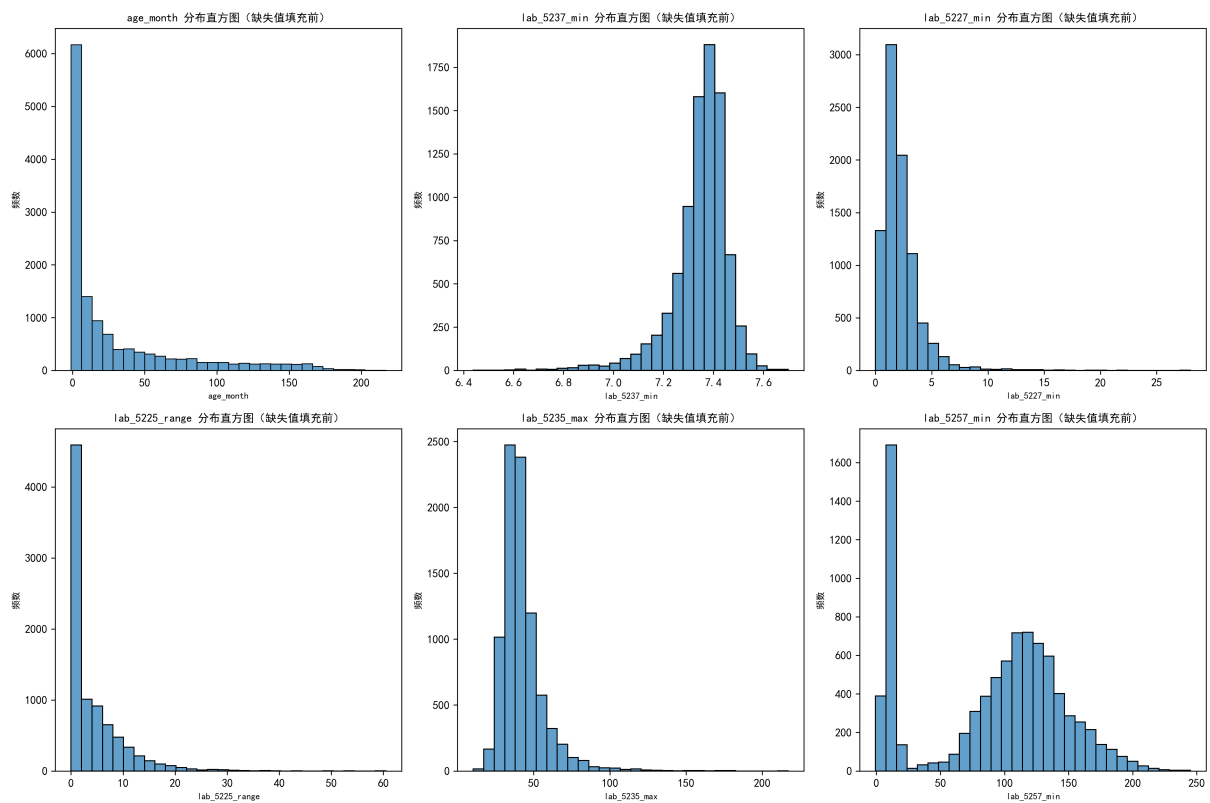 age_month 分布直方图（缺失值填充前）
6000
5000
4000
3000
2000
1000
0
频数
0 50 100 150 200
age_month
lab_5237_min 分布直方图（缺失值填充前）
1750
1500
1250
1000
750
500
250
0
频数
6.4 6.6 6.8 7.0 7.2 7.4 7.6
lab_5237_min
lab_5227_min 分布直方图（缺失值填充前）
3000
2500
2000
1500
1000
500
0
频数
0 5 10 15 20 25
lab_5227_min
lab_5225_range 分布直方图（缺失值填充前）
4000
3000
2000
1000
0
频数
0 10 20 30 40 50 60
lab_5225_range
lab_5235_max 分布直方图（缺失值填充前）
2500
2000
1500
1000
500
0
频数
50 100 150 200
lab_5235_max
lab_5257_min 分布直方图（缺失值填充前）
1600
1400
1200
1000
800
600
400
200
0
频数
0 50 100 150 200 250
lab_5257_min